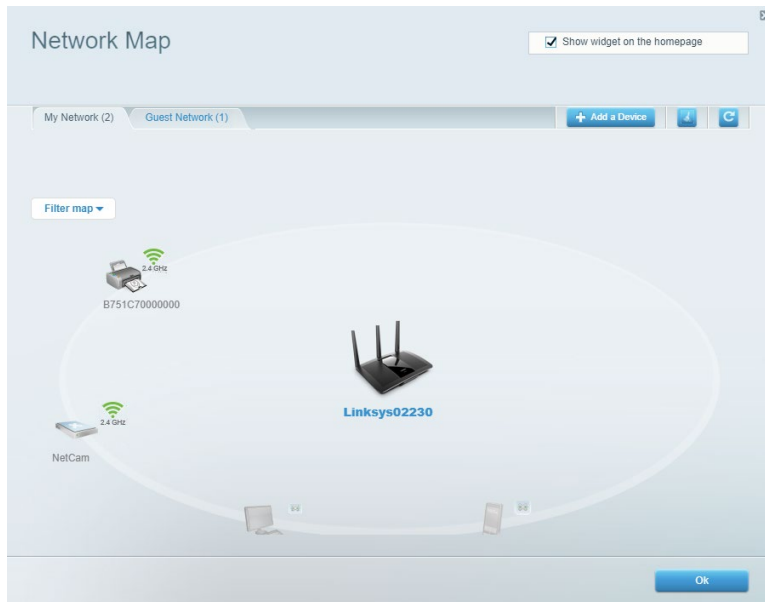 Network Map
Show widget on the homepage
My Network (2)
Guest Network (1)
Add a Device
Filter map
2.4 GHz
B751C70000000
Linksys02230
2.4 GHz
NetCam
Ok